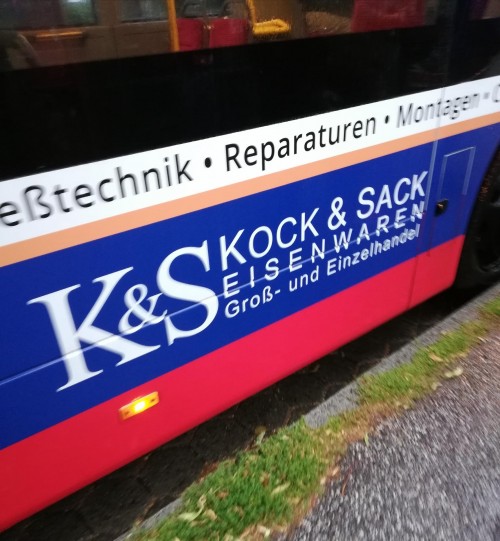 eßtechnik • Reparaturen • Montagen •
K&S
KOCK & SACK
EISENWAREN
Groß- und Einzelhandel